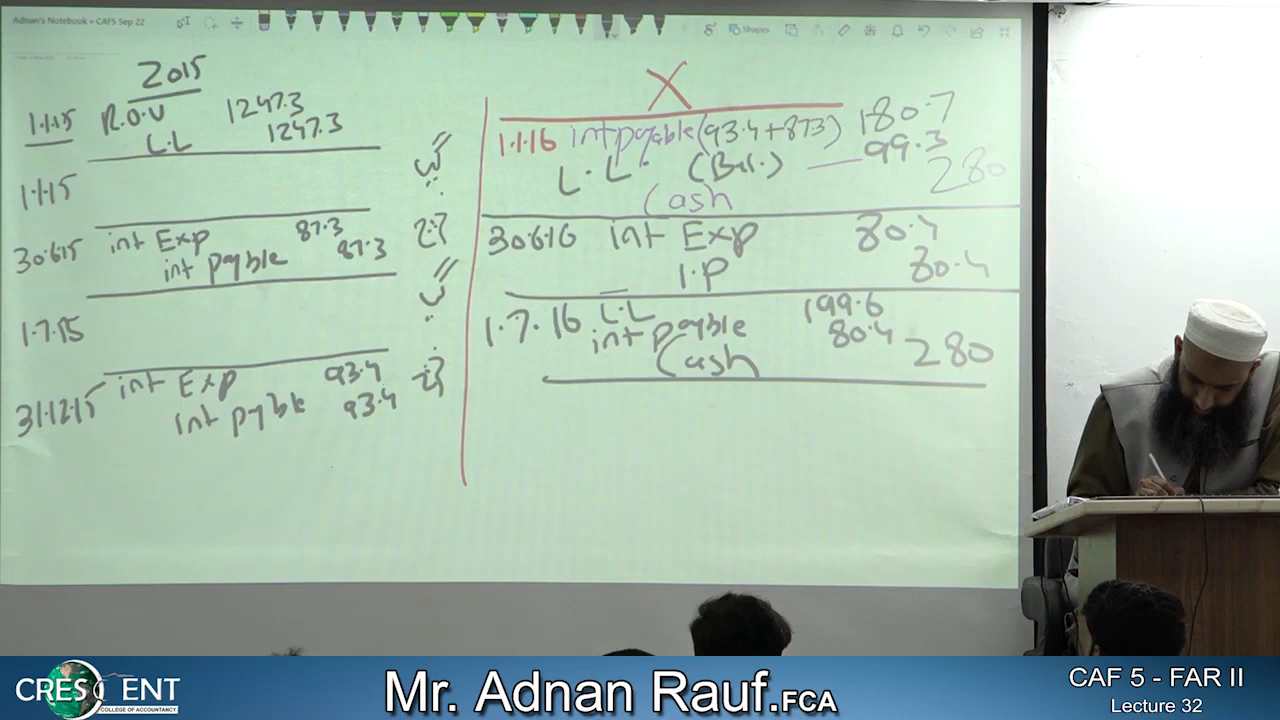 Adnan's Notebook • CAF5 Sep 22
Shapes
2015
1.1.15 R.O.U 1247.3
L.L 1247.3
1.1.15
30.6.15 int Exp 87.3
int payble 87.3
1.7.15
31.12.15 int Exp 93.4
int payble 93.4
X
1.1.16 int payable (93.4+873) 180.7
L.L. (Bal.) — 99.3
Cash 280
30.6.16 int Exp 80.4
I.P 80.4
1.7.16 L.L 199.6
int payble 80.4
Cash 280
CRESCENT
COLLEGE OF ACCOUNTANCY
Mr. Adnan Rauf.FCA
CAF 5 - FAR II
Lecture 32